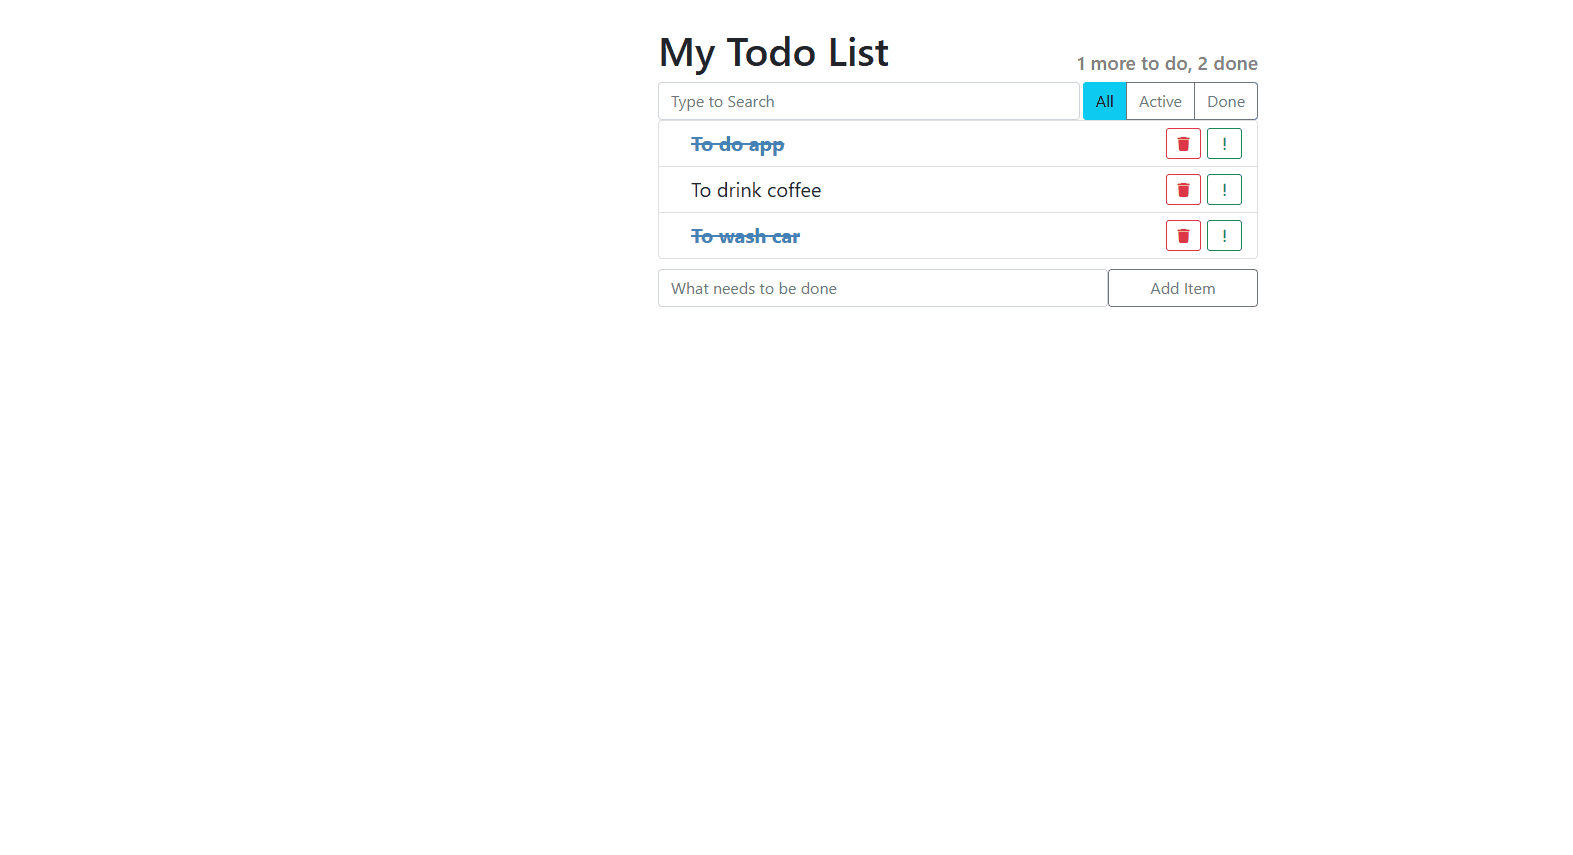 My Todo List
1 more to do, 2 done
Type to Search
All Active Done
To do app !
To drink coffee !
To wash car !
What needs to be done
Add Item